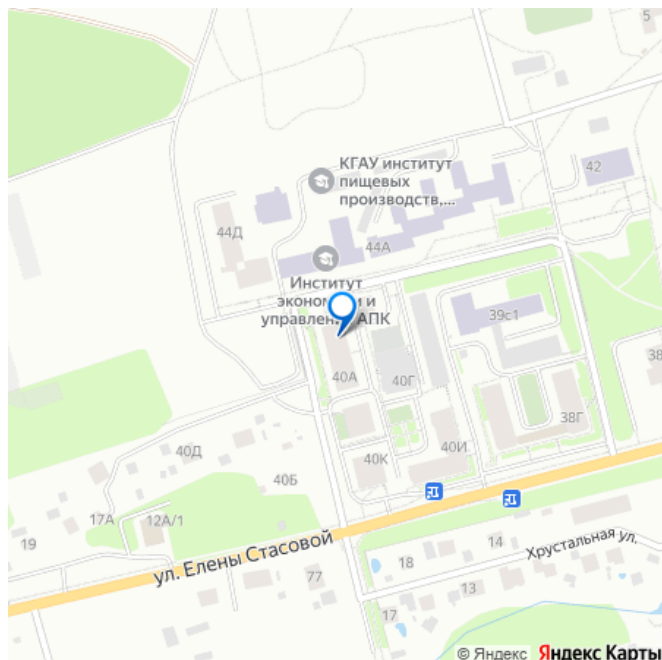 5
КГАУ институт
пищевых
производств,...
42
44Д
44А
Институт
экономики и
управления АПК
39с1
38
40А
40Г
38Г
40Д
40И
40К
40Б
17А
12А/1
19
ул. Елены Стасовой
77
14
Хрустальная ул.
18
13
17
© Яндекс Яндекс Карты